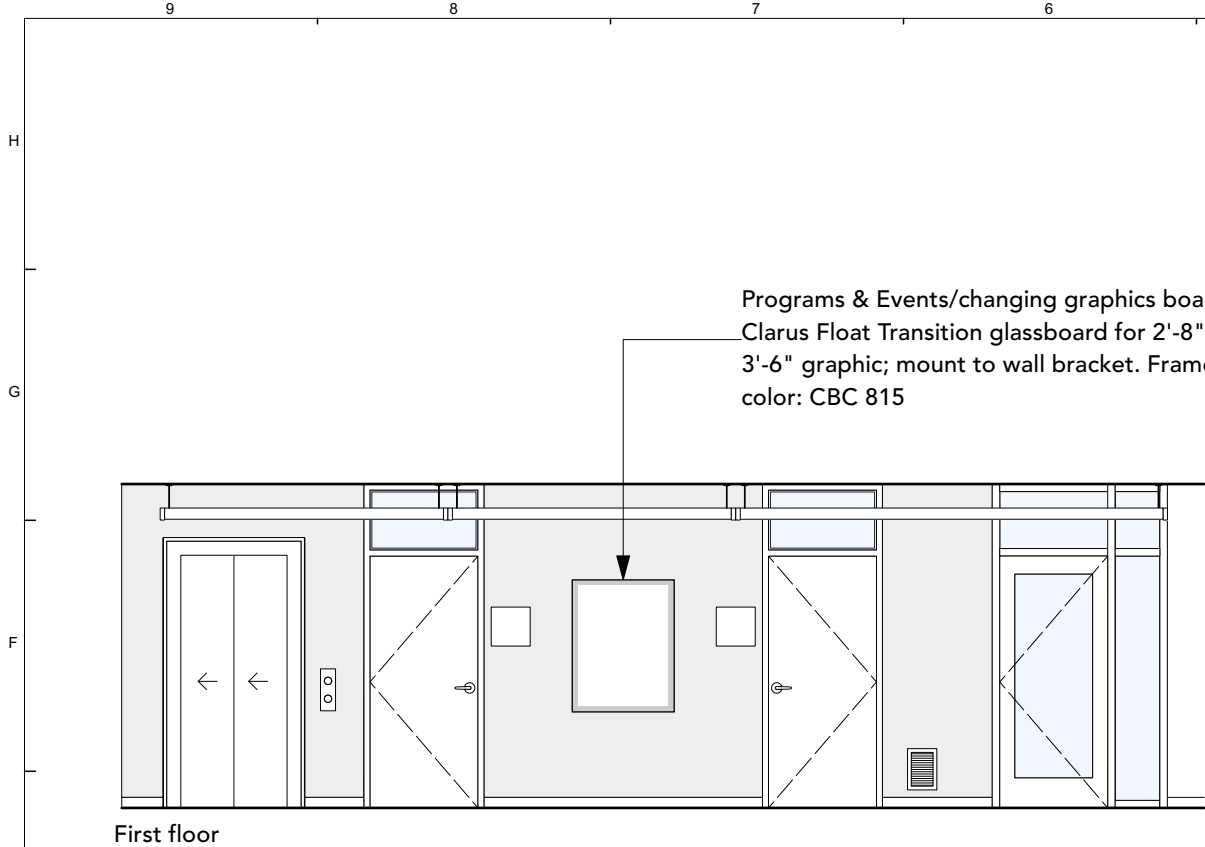 9 8 7 6
H
Programs & Events/changing graphics boa
Clarus Float Transition glassboard for 2'-8"
3'-6" graphic; mount to wall bracket. Frame
color: CBC 815
G
F
First floor